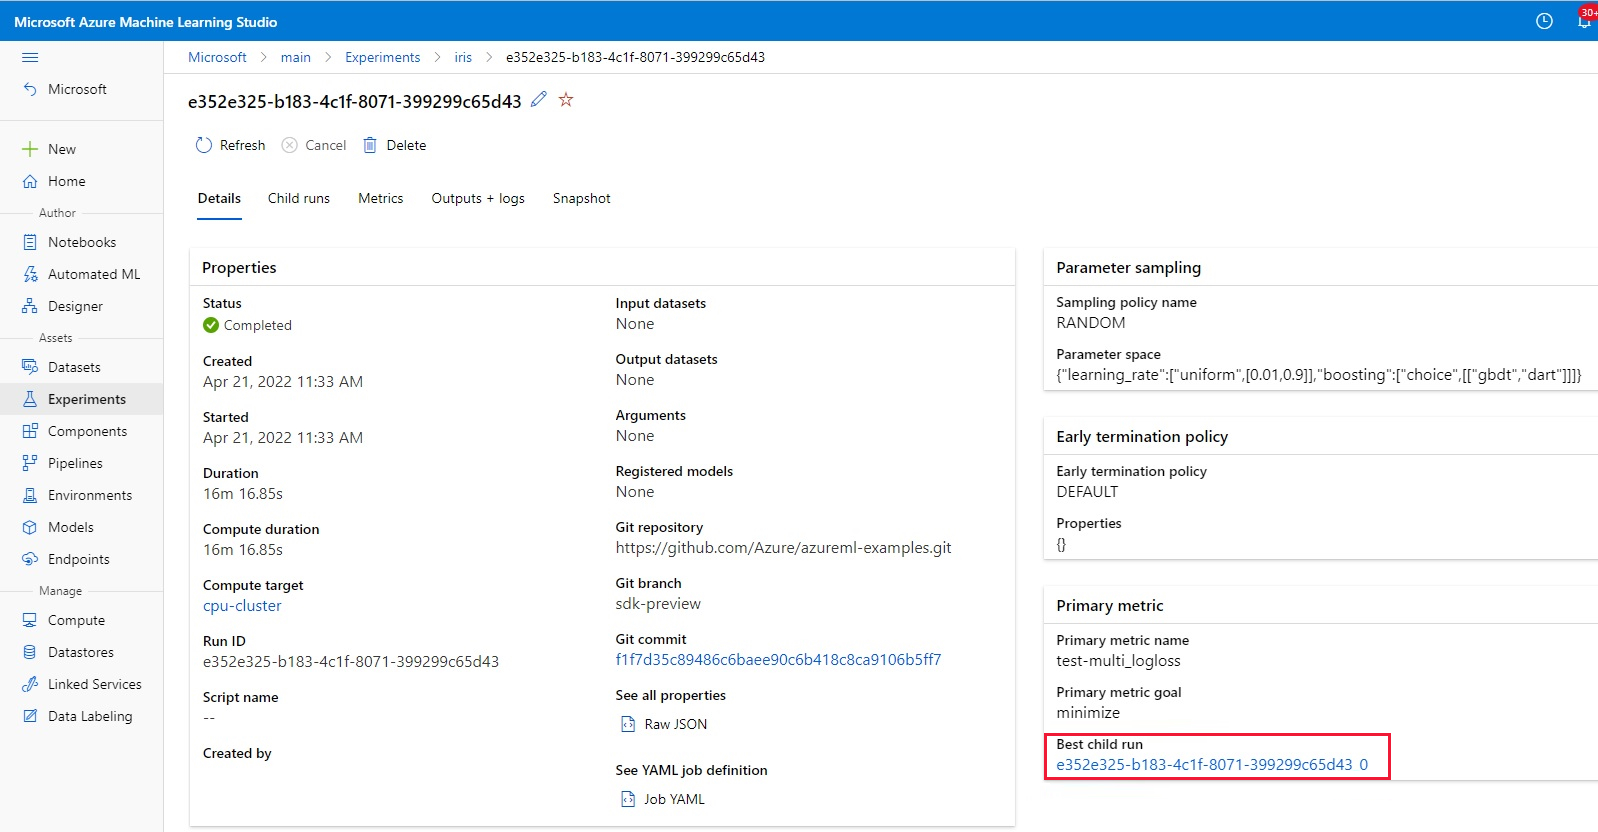 Microsoft Azure Machine Learning Studio
30+
Microsoft
New
Home
Author
Notebooks
Automated ML
Designer
Assets
Datasets
Experiments
Components
Pipelines
Environments
Models
Endpoints
Manage
Compute
Datastores
Linked Services
Data Labeling
Microsoft > main > Experiments > iris > e352e325-b183-4c1f-8071-399299c65d43
e352e325-b183-4c1f-8071-399299c65d43
Refresh Cancel Delete
Details Child runs Metrics Outputs + logs Snapshot
Properties
Status
Completed
Created
Apr 21, 2022 11:33 AM
Started
Apr 21, 2022 11:33 AM
Duration
16m 16.85s
Compute duration
16m 16.85s
Compute target
cpu-cluster
Run ID
e352e325-b183-4c1f-8071-399299c65d43
Script name
--
Created by
Input datasets
None
Output datasets
None
Arguments
None
Registered models
None
Git repository
https://github.com/Azure/azureml-examples.git
Git branch
sdk-preview
Git commit
f1f7d35c89486c6baee90c6b418c8ca9106b5ff7
See all properties
Raw JSON
See YAML job definition
Job YAML
Parameter sampling
Sampling policy name
RANDOM
Parameter space
{"learning_rate":["uniform",[0.01,0.9]],"boosting":["choice",[["gbdt","dart"]]]}
Early termination policy
Early termination policy
DEFAULT
Properties
{}
Primary metric
Primary metric name
test-multi_logloss
Primary metric goal
minimize
Best child run
e352e325-b183-4c1f-8071-399299c65d43_0